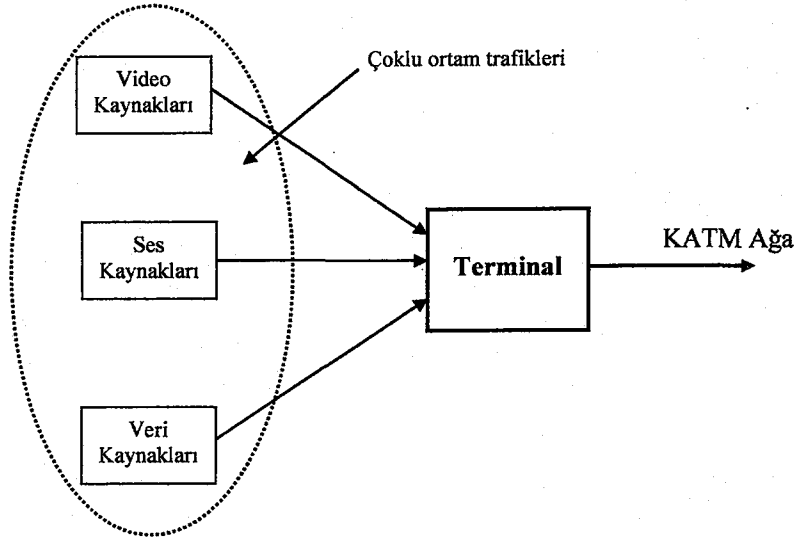 Video
Kaynakları
Çoklu ortam trafikleri
Ses
Kaynakları
Terminal
KATM Ağa
Veri
Kaynakları